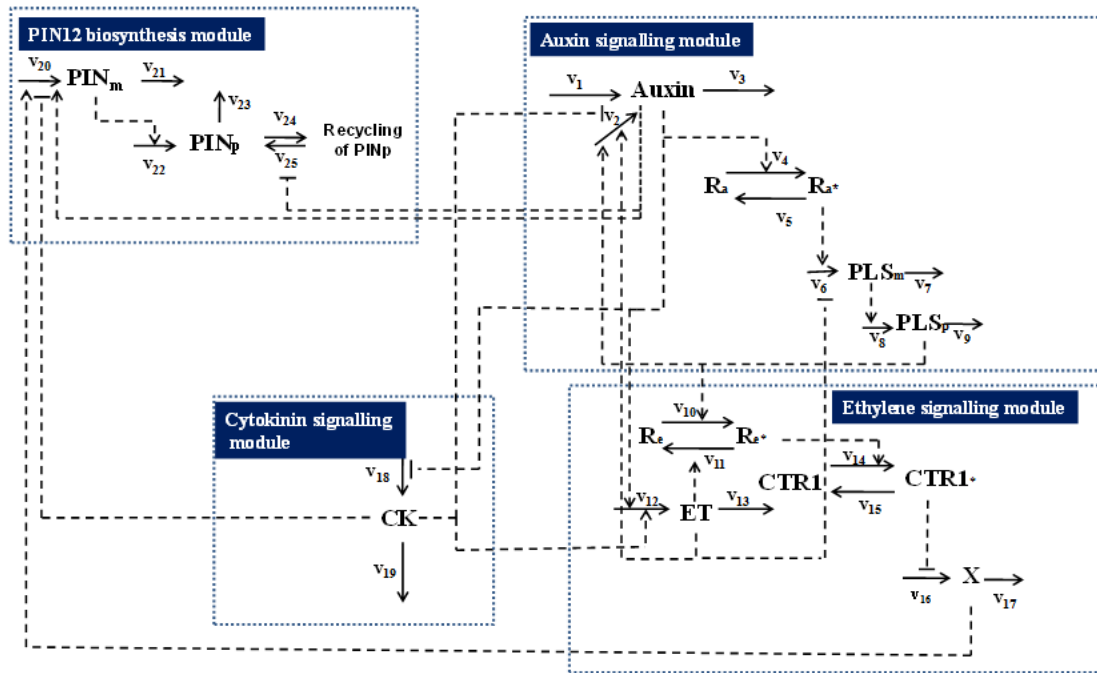 PIN12 biosynthesis module
v20
PINm
v21
v23
v22
PINp
v24
v25
Recycling
of PINp
Auxin signalling module
v1
Auxin
v3
v2
v4
Ra
Ra*
v5
v6
PLSm
v7
v8
PLSp
v9
Cytokinin signalling
module
v18
CK
v19
Ethylene signalling module
v10
Re
Re*
v11
v12
ET
v13
CTR1
v14
CTR1*
v15
v16
X
v17